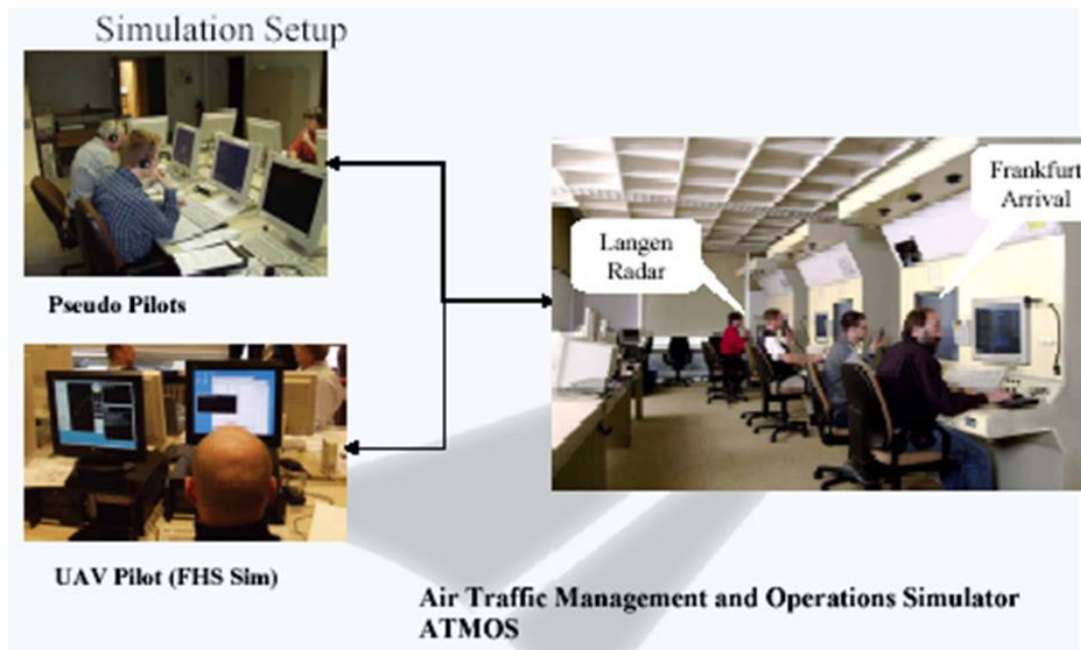 Simulation Setup
Pseudo Pilots
UAV Pilot (FHS Sim)
Langen
Radar
Frankfurt
Arrival
Air Traffic Management and Operations Simulator
ATMOS